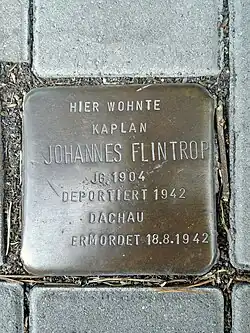 HIER WOHNTE
KAPLAN
JOHANNES FLINTROP
JG. 1904
DEPORTIERT 1942
DACHAU
ERMORDET 18.8.1942